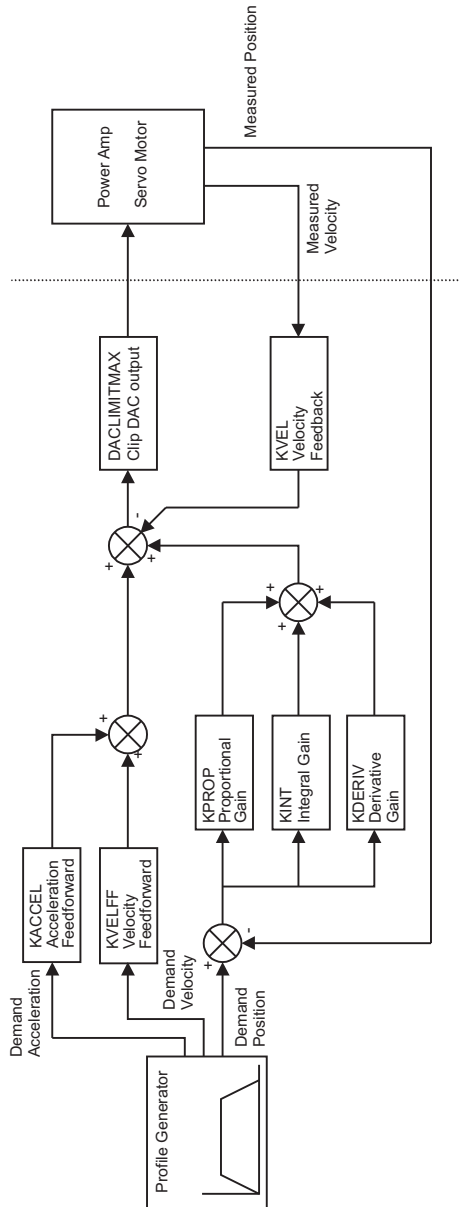 Profile Generator
Demand
Acceleration
Demand
Velocity
Demand
Position
KACCEL
Acceleration
Feedforward
KVELFF
Velocity
Feedforward
+
-
KPROP
Proportional
Gain
KINT
Integral Gain
KDERIV
Derivative
Gain
+
+
+
+
+
+
+
-
DACLIMITMAX
Clip DAC output
KVEL
Velocity
Feedback
Measured
Velocity
Power Amp
Servo Motor
Measured Position